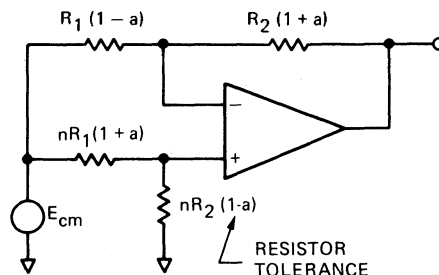 R1 (1 – a)
R2 (1 + a)
nR1 (1 + a)
–
+
Ecm
nR2 (1-a)
RESISTOR
TOLERANCE